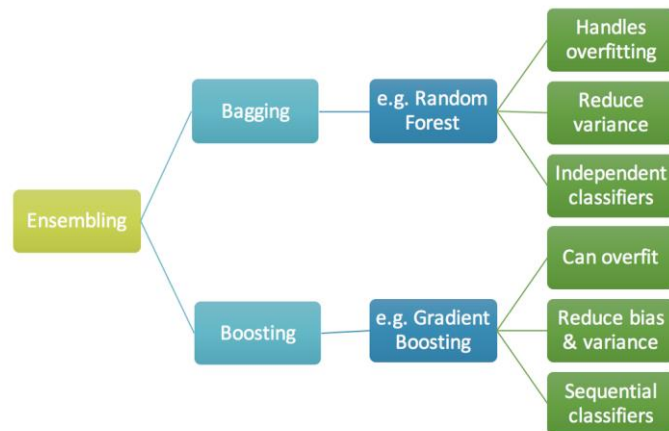 Ensembling
Bagging
e.g. Random
Forest
Handles
overfitting
Reduce
variance
Independent
classifiers
Boosting
e.g. Gradient
Boosting
Can overfit
Reduce bias
& variance
Sequential
classifiers